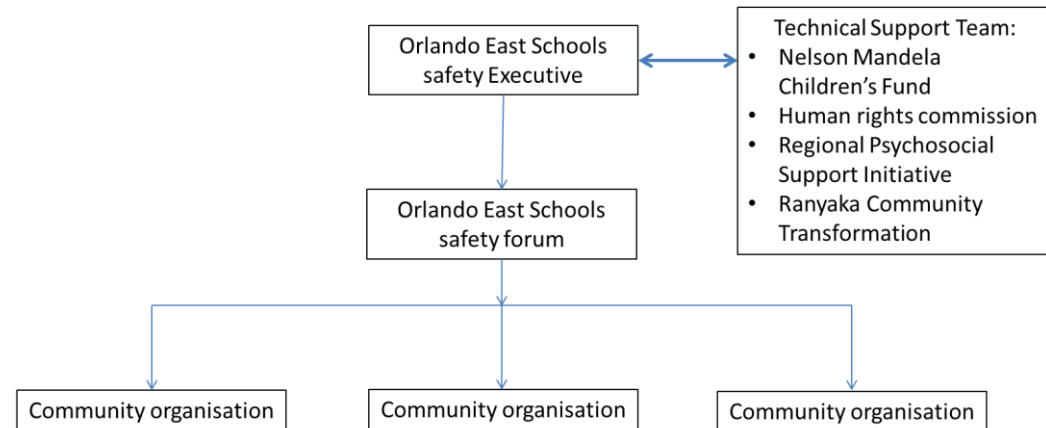 Orlando East Schools
safety Executive
Technical Support Team:
• Nelson Mandela
Children’s Fund
• Human rights commission
• Regional Psychosocial
Support Initiative
• Ranyaka Community
Transformation
Orlando East Schools
safety forum
Community organisation
Community organisation
Community organisation